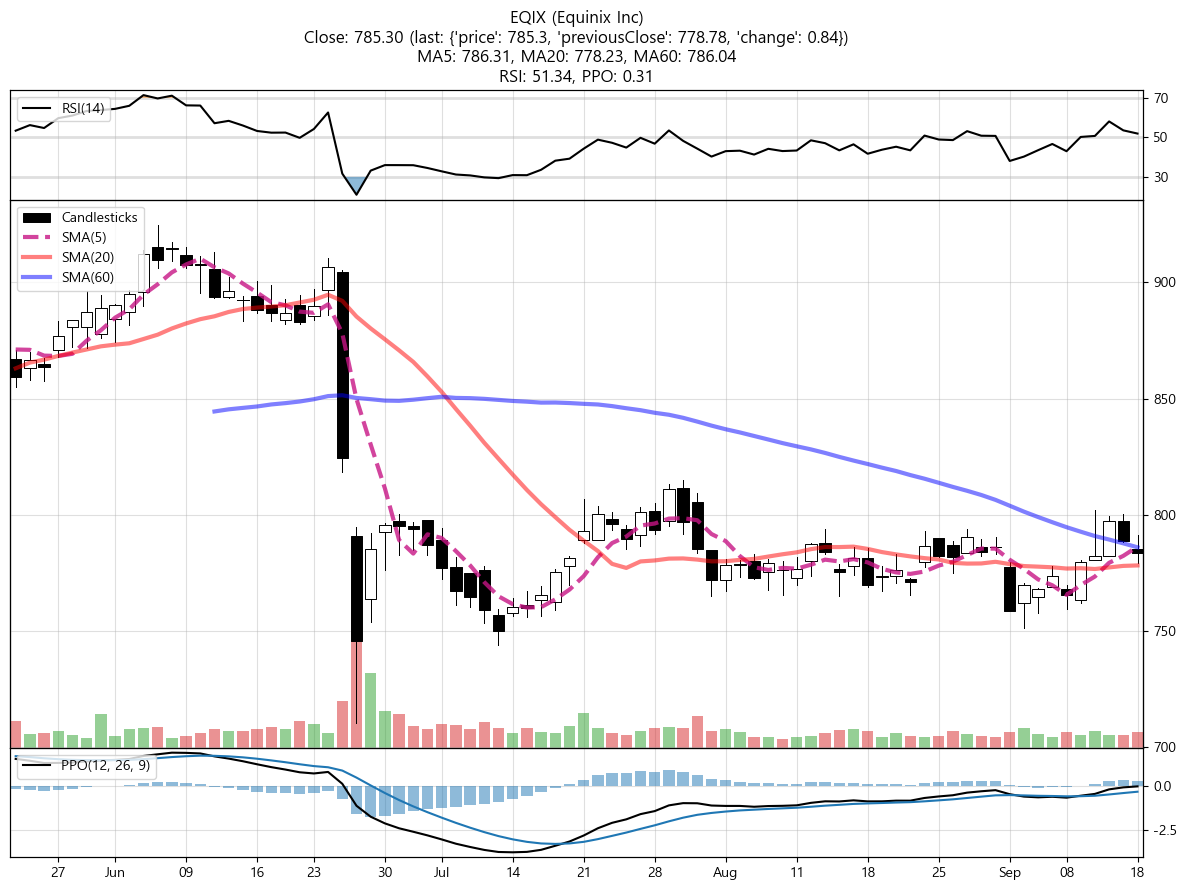 EQIX (Equinix Inc)
Close: 785.30 (last: {'price': 785.3, 'previousClose': 778.78, 'change': 0.84})
MA5: 786.31, MA20: 778.23, MA60: 786.04
RSI: 51.34, PPO: 0.31
RSI(14)
70
50
30
Candlesticks
SMA(5)
SMA(20)
SMA(60)
900
850
800
750
700
PPO(12, 26, 9)
0.0
-2.5
27 Jun 09 16 23 30 Jul 14 21 28 Aug 11 18 25 Sep 08 18